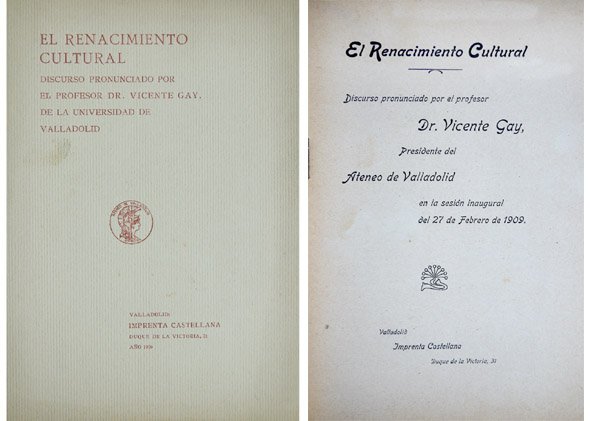 EL RENACIMIENTO
CULTURAL
DISCURSO PRONUNCIADO POR
EL PROFESOR DR. VICENTE GAY,
DE LA UNIVERSIDAD DE
VALLADOLID
VALLADOLID:
IMPRENTA CASTELLANA
DUQUE DE LA VICTORIA, 31
AÑO
El Renacimiento Cultural
Discurso pronunciado por el profesor
Dr. Vicente Gay,
Presidente del
Ateneo de Valladolid
en la sesión inaugural
del 27 de Febrero de 1909.
Valladolid
Imprenta Castellana
Duque de la Victoria, 31